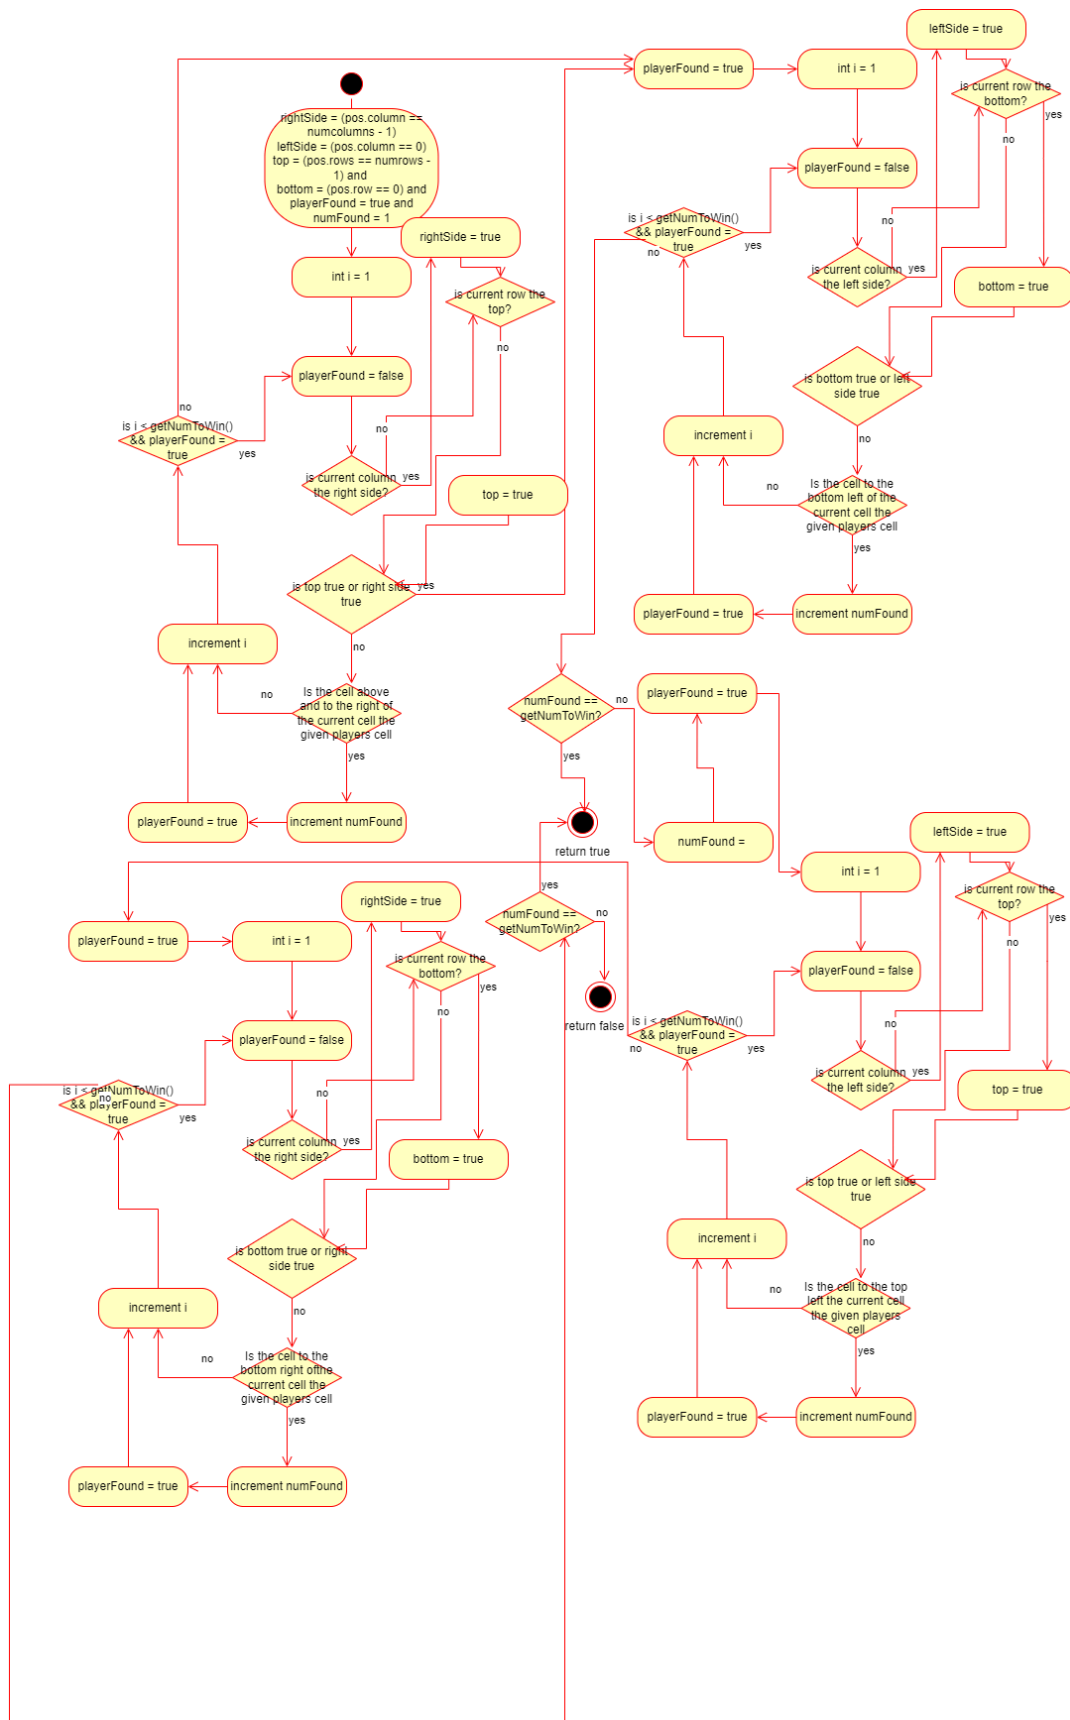 leftSide = true
playerFound = true
int i = 1
is current row the
bottom?
yes
no
rightSide = (pos.column ==
numcolumns - 1)
leftSide = (pos.column == 0)
top = (pos.rows == numrows -
1) and
bottom = (pos.row == 0) and
playerFound = true and
numFound = 1
playerFound = false
is i < getNumToWin()
&& playerFound =
true
yes
no
no
is current column
the left side?
yes
bottom = true
rightSide = true
int i = 1
is current row the
top?
no
is bottom true or left
side true
no
playerFound = false
no
is i < getNumToWin()
&& playerFound =
true
yes
no
is current column
the right side?
yes
top = true
increment i
no
Is the cell to the
bottom left of the
current cell the
given players cell
yes
is top true or right side
true
yes
no
playerFound = true
increment numFound
increment i
no
Is the cell above
and to the right of
the current cell the
given players cell
yes
playerFound = true
increment numFound
numFound ==
getNumToWin?
no
yes
playerFound = true
return true
numFound =
leftSide = true
int i = 1
is current row the
top?
yes
no
yes
numFound ==
getNumToWin?
no
return false
rightSide = true
playerFound = true
int i = 1
is current row the
bottom?
yes
no
playerFound = false
is i < getNumToWin()
&& playerFound =
true
no
yes
no
is current column
the left side?
yes
top = true
playerFound = false
is i < getNumToWin()
&& playerFound =
true
no
yes
no
is current column
the right side?
yes
bottom = true
is top true or left side
true
no
increment i
no
Is the cell to the top
left the current cell
the given players
cell
yes
playerFound = true
increment numFound
is bottom true or right
side true
no
increment i
no
Is the cell to the
bottom right ofthe
current cell the
given players cell
yes
playerFound = true
increment numFound